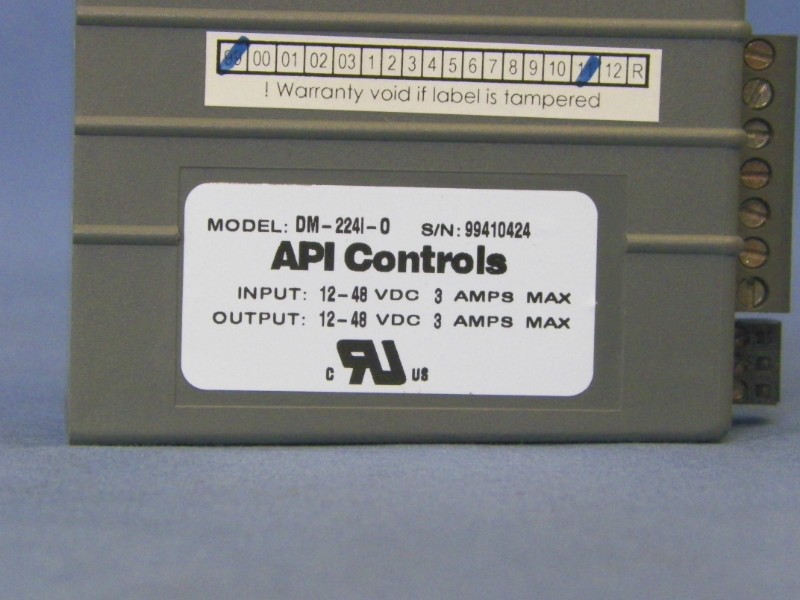 99 00 01 02 03 1 2 3 4 5 6 7 8 9 10 11 12 R
! Warranty void if label is tampered
MODEL: DM-224I-0 S/N: 99410424
API Controls
INPUT: 12-48 VDC 3 AMPS MAX
OUTPUT: 12-48 VDC 3 AMPS MAX
C RU US